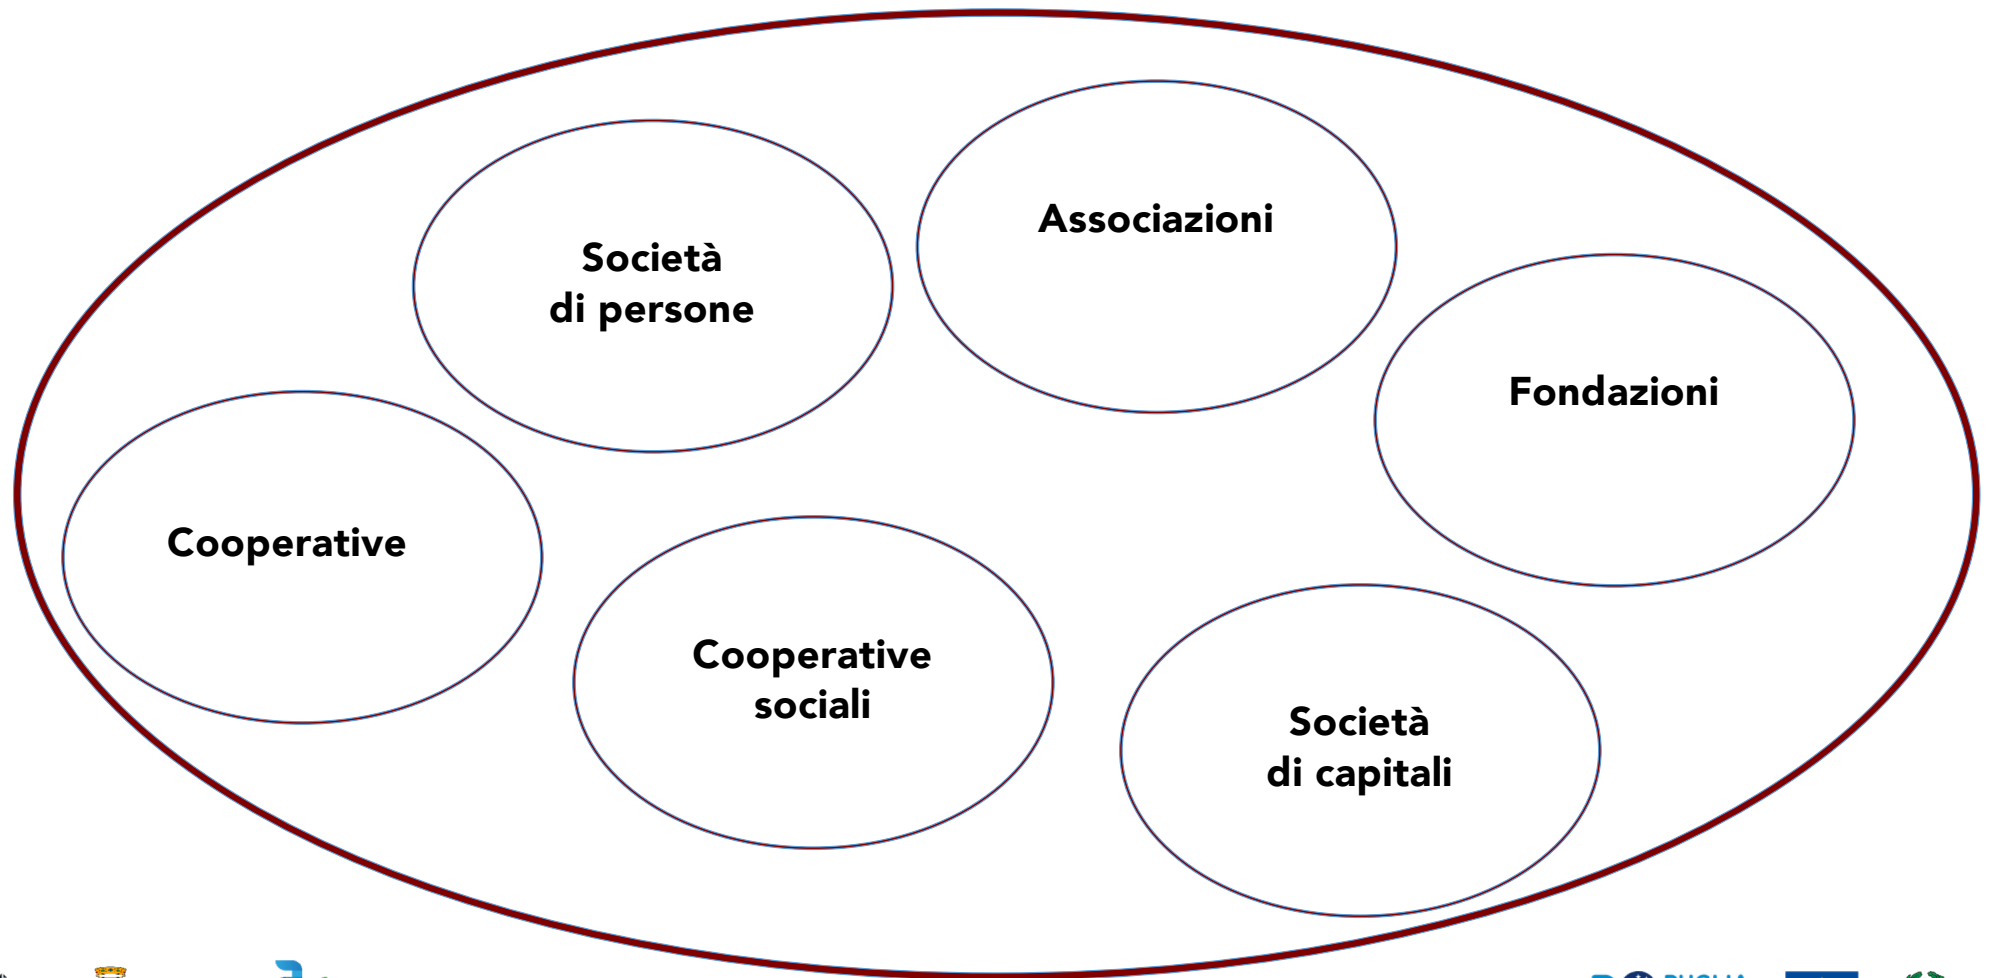 Associazioni
Società
di persone
Fondazioni
Cooperative
Cooperative
sociali
Società
di capitali